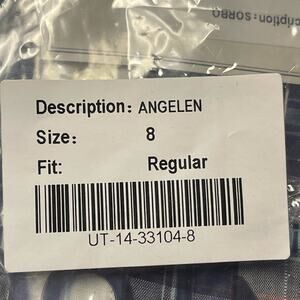 cription: SORBO
Description: ANGELEN
Size: 8
Fit: Regular
UT-14-33104-8